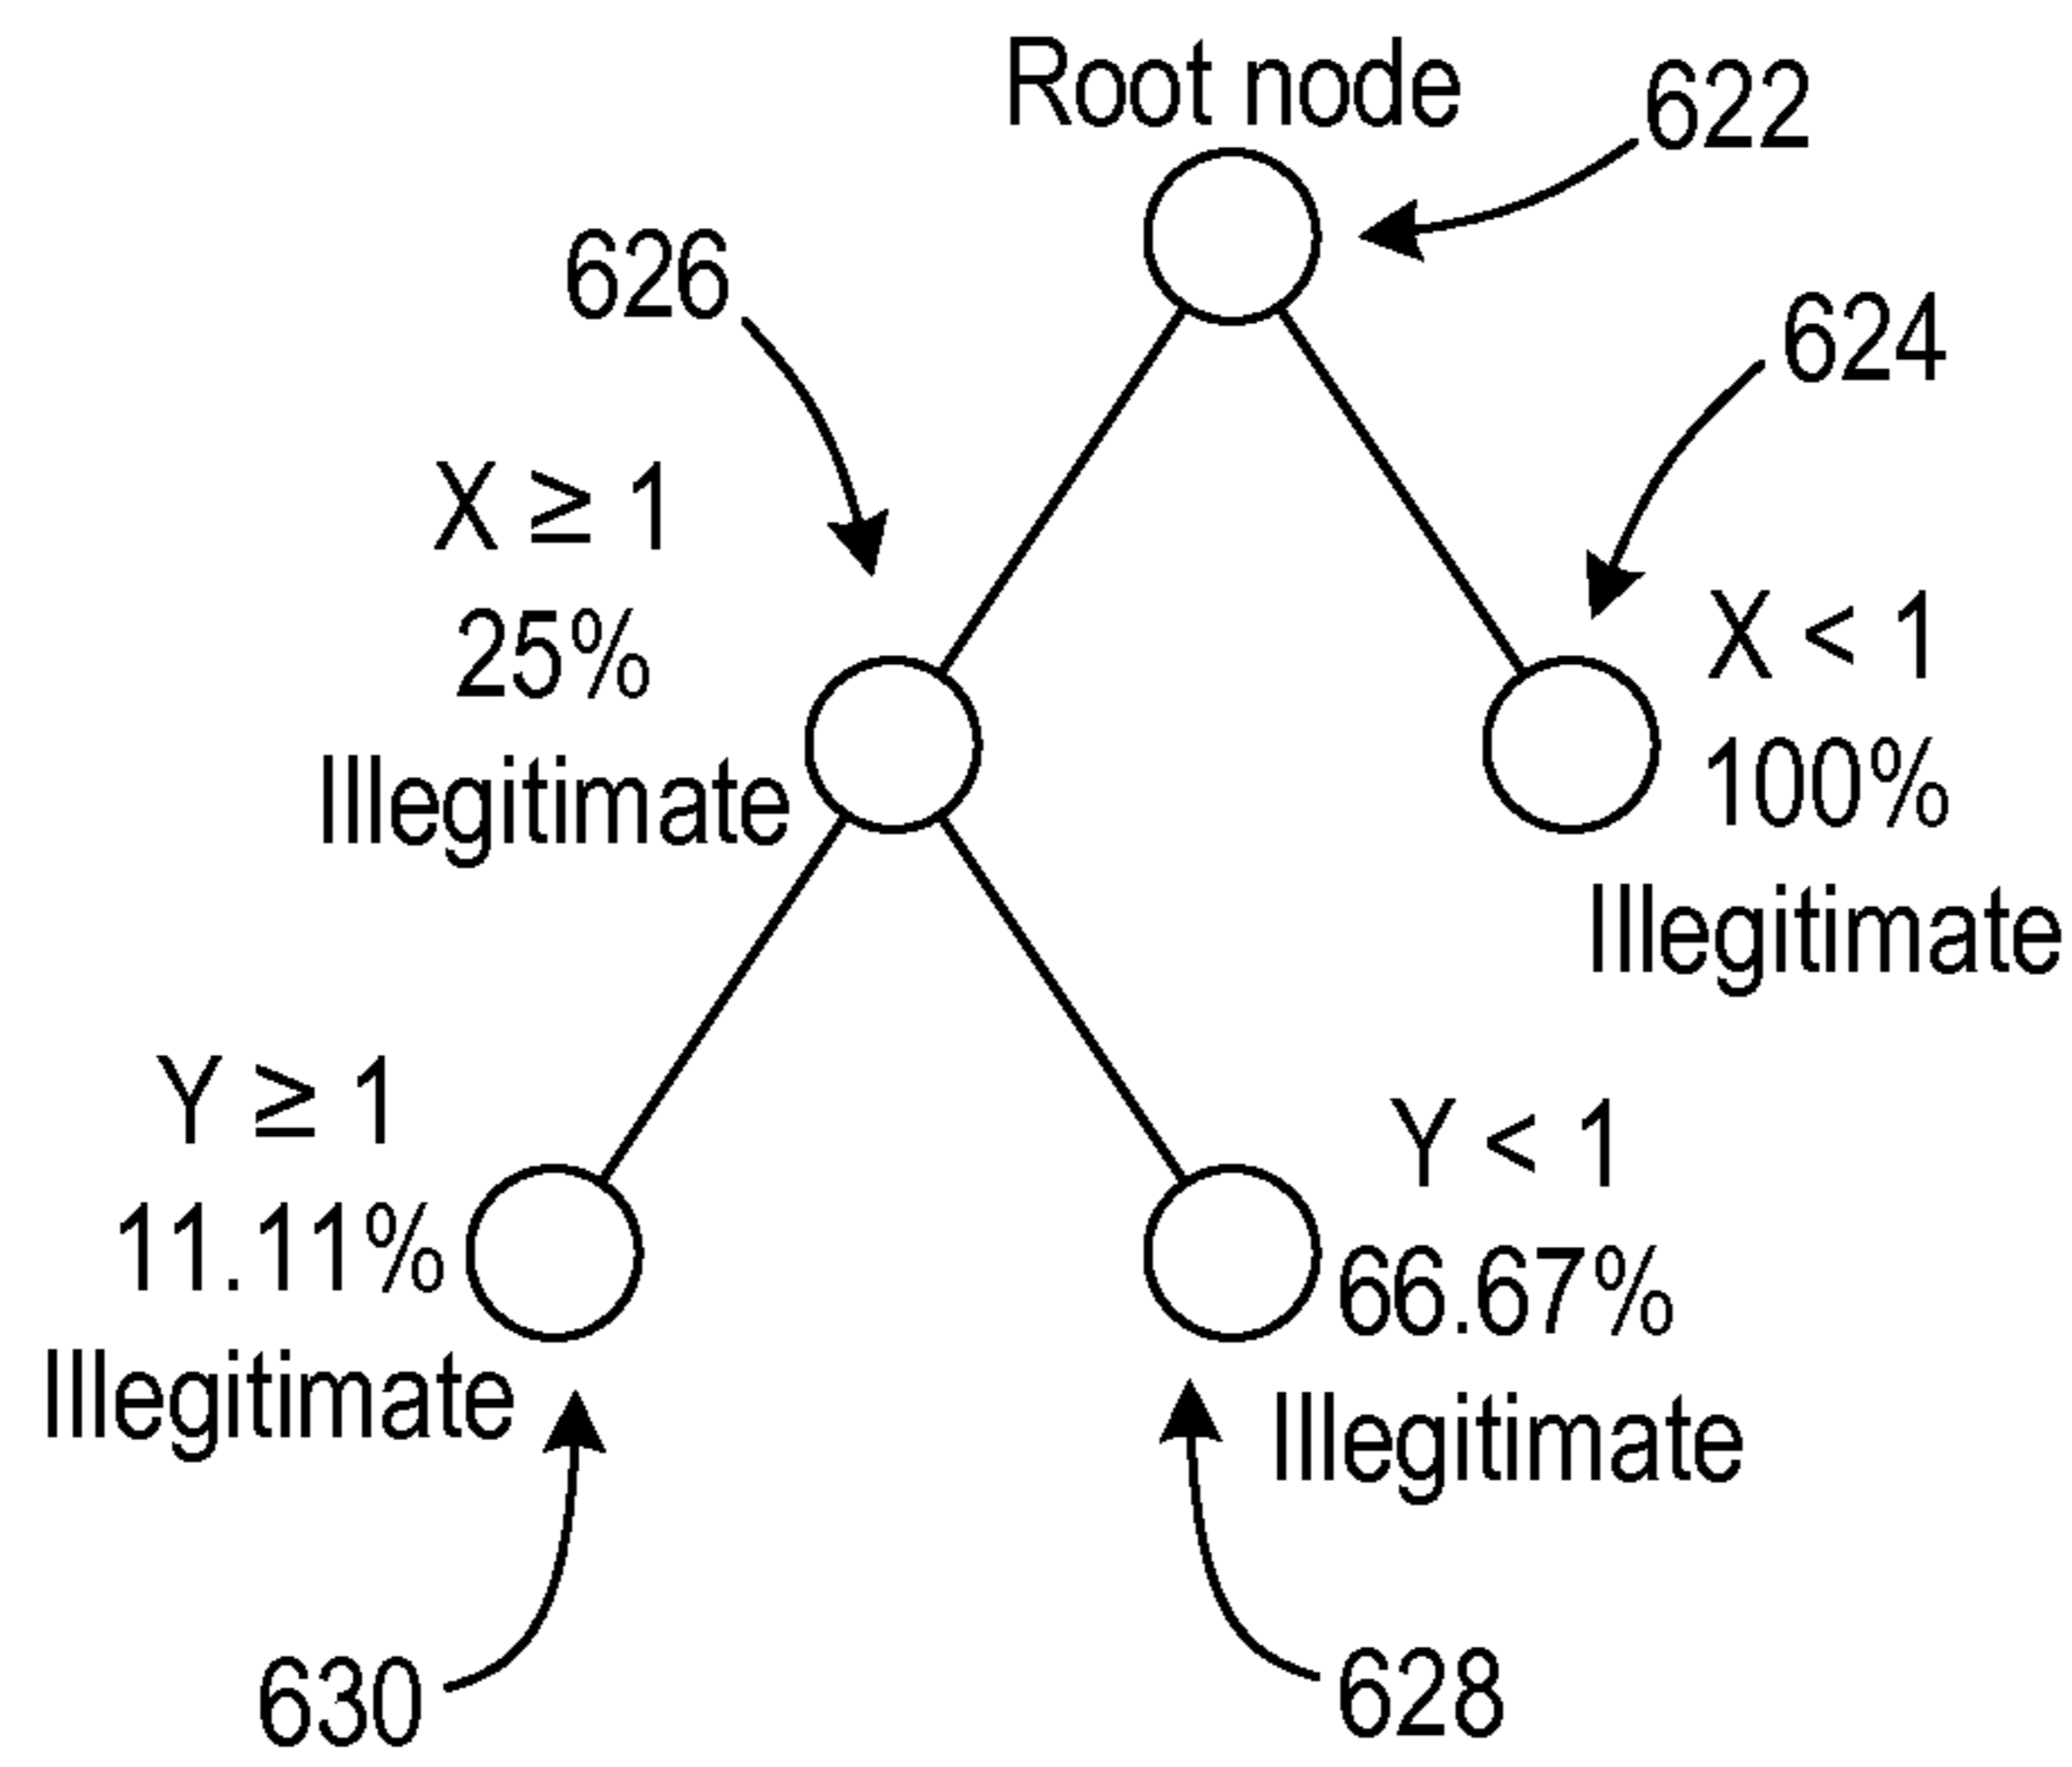 Root node
622
626
624
X ≥ 1
25%
Illegitimate
X < 1
100%
Illegitimate
Y ≥ 1
11.11%
Illegitimate
Y < 1
66.67%
Illegitimate
630
628